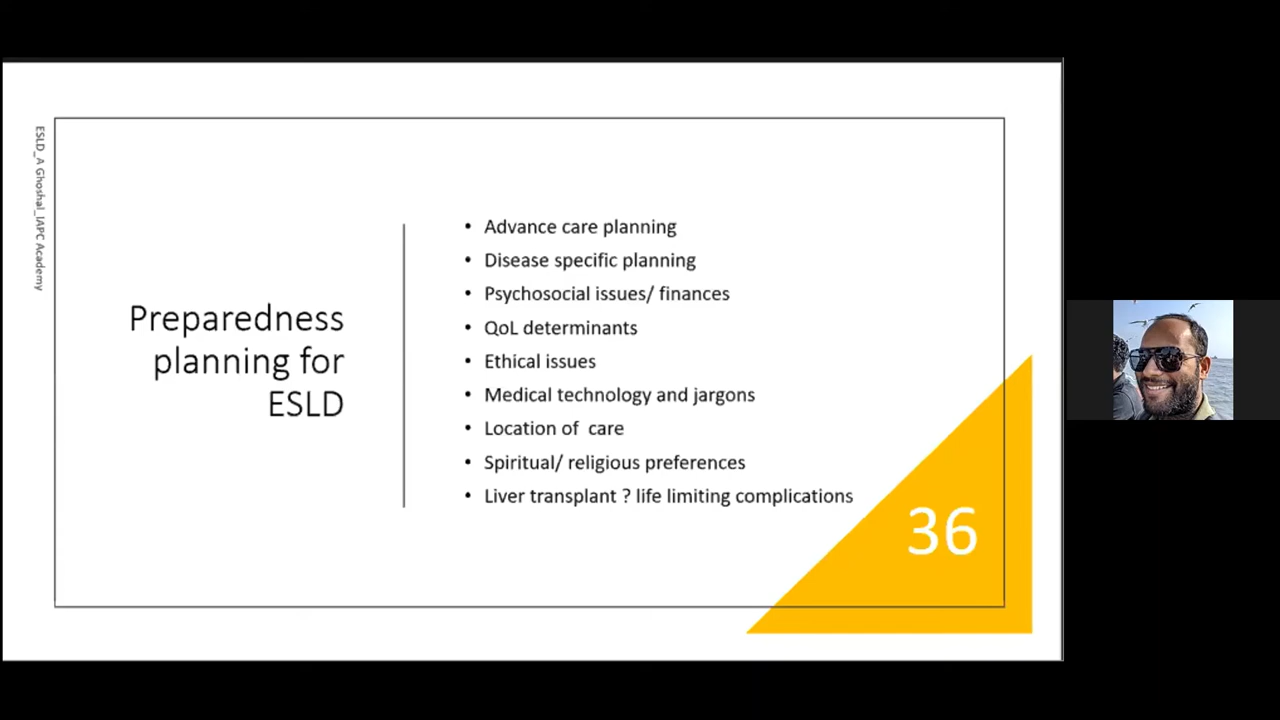 ESLD_A Ghoshal_IAPC Academy
Preparedness
planning for
ESLD
• Advance care planning
• Disease specific planning
• Psychosocial issues/ finances
• QoL determinants
• Ethical issues
• Medical technology and jargons
• Location of  care
• Spiritual/ religious preferences
• Liver transplant ? life limiting complications
36